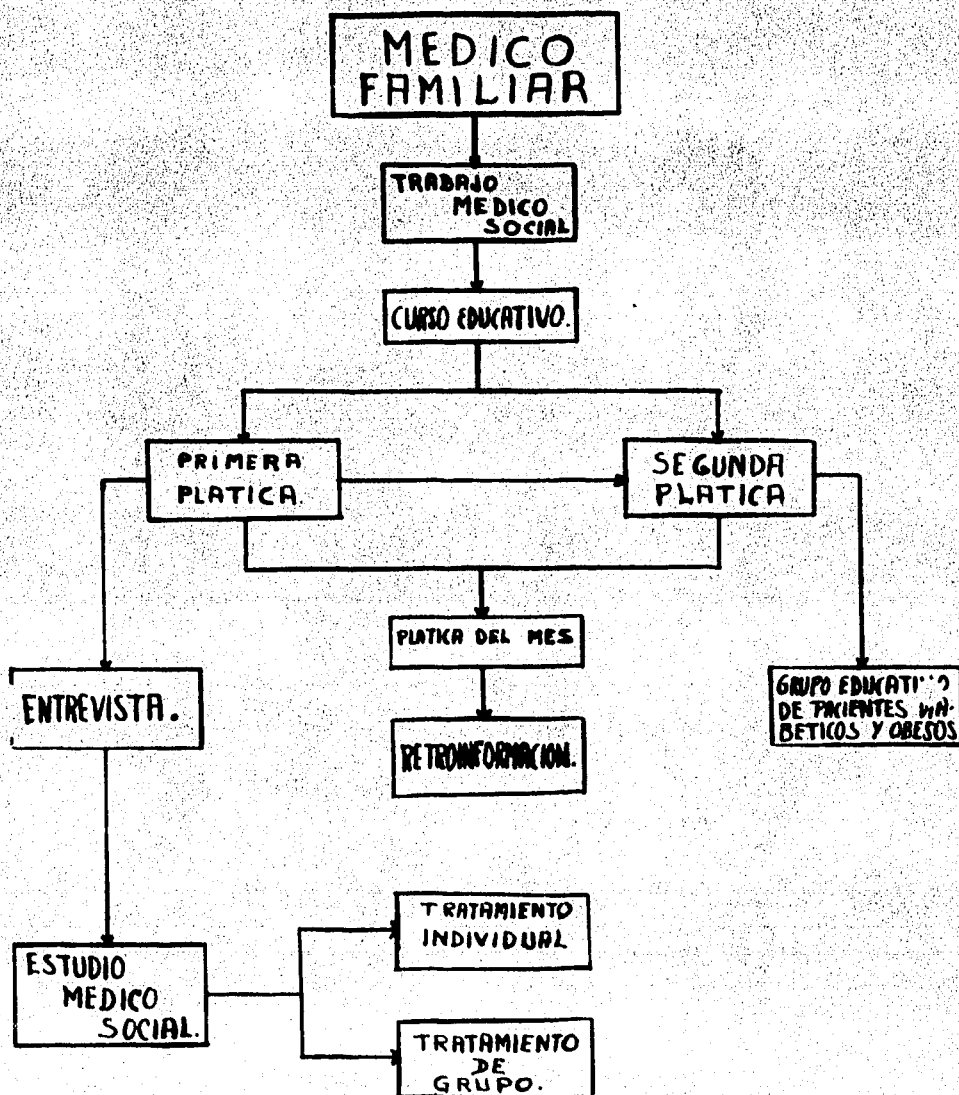 MEDICO
FAMILIAR
TRABAJO
MEDICO
SOCIAL
CURSO EDUCATIVO.
PRIMERA
PLATICA.
SEGUNDA
PLATICA
PLATICA DEL MES
ENTREVISTA.
GRUPO
DE PACIENTES
BETICOS Y OBESOS
RETROINFORMACION.
TRATAMIENTO
INDIVIDUAL
ESTUDIO
MEDICO
SOCIAL.
TRATAMIENTO
DE
GRUPO.